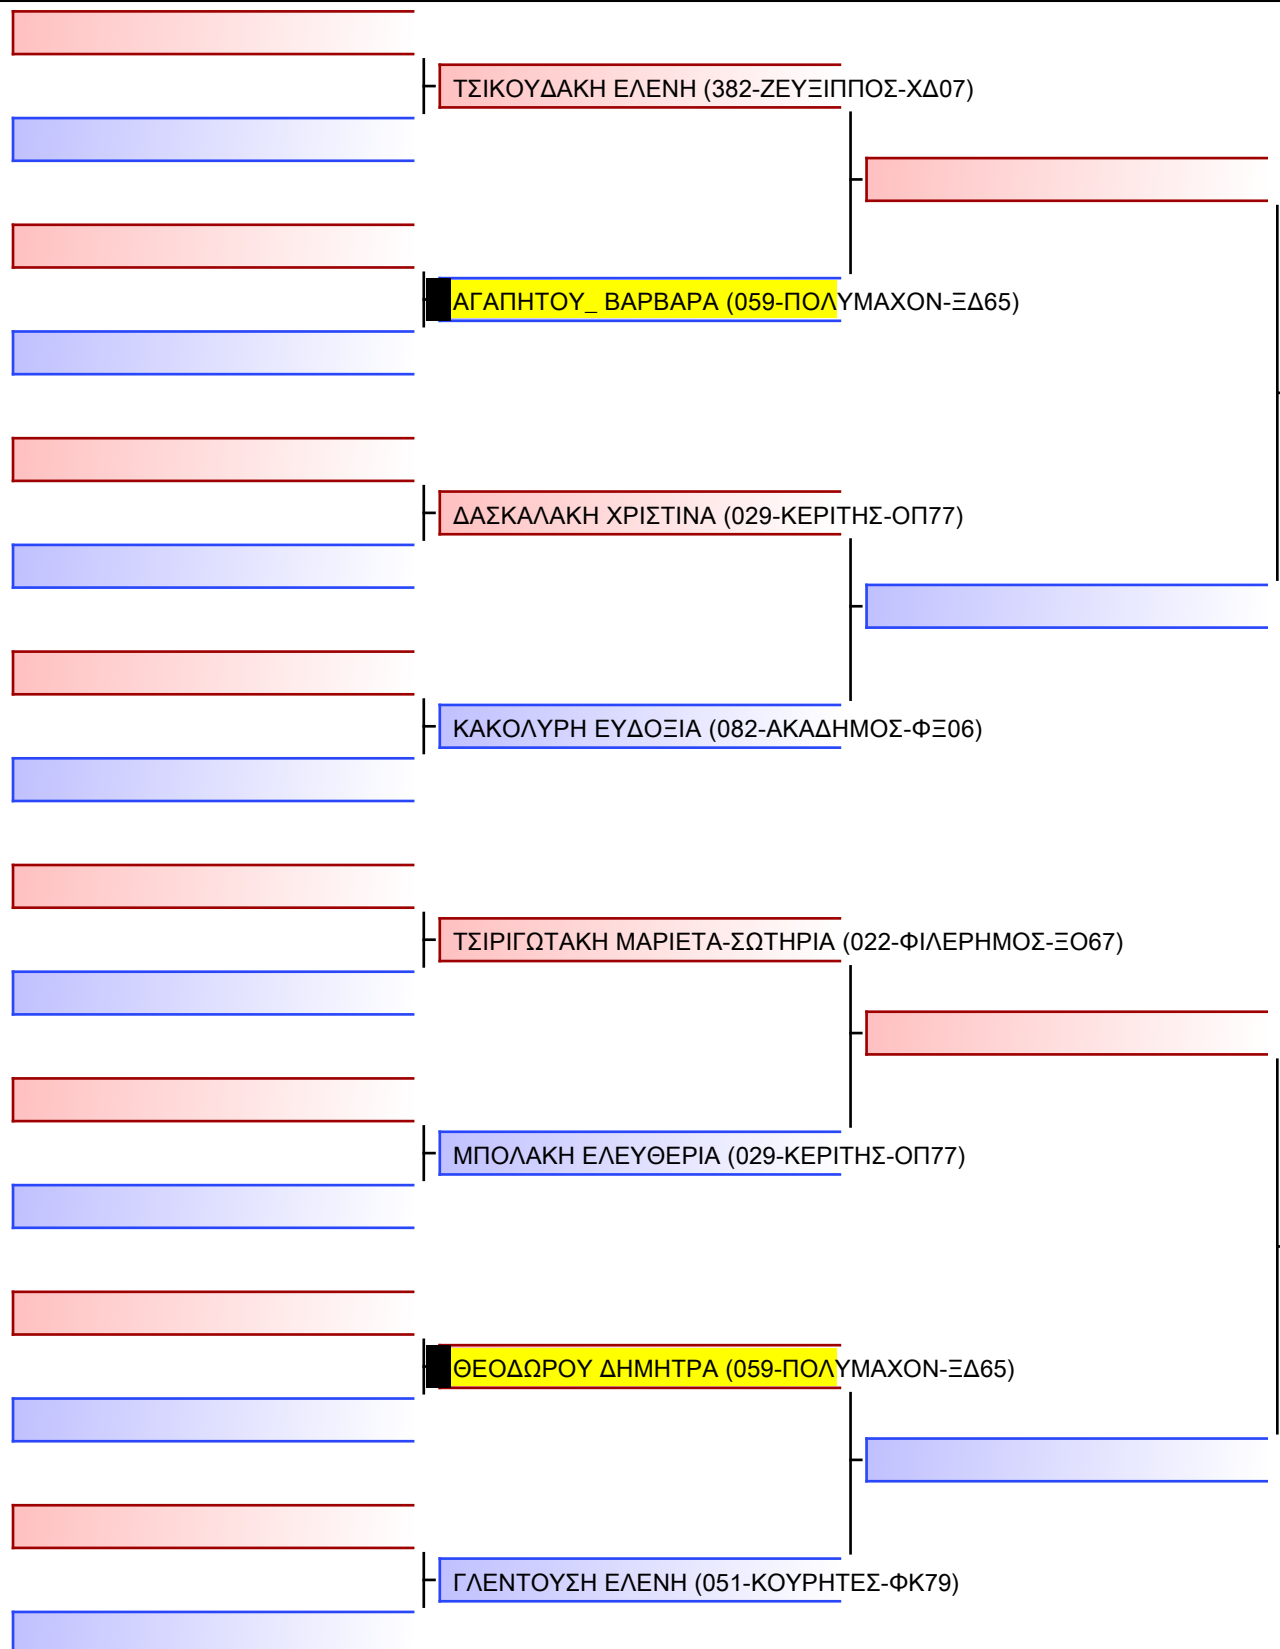 ΤΣΙΚΟΥΔΑΚΗ ΕΛΕΝΗ (382-ΖΕΥΞΙΠΠΟΣ-ΧΔ07)
ΑΓΑΠΗΤΟΥ_ ΒΑΡΒΑΡΑ (059-ΠΟΛΥΜΑΧΟΝ-ΞΔ65)
ΔΑΣΚΑΛΑΚΗ ΧΡΙΣΤΙΝΑ (029-ΚΕΡΙΤΗΣ-ΟΠ77)
ΚΑΚΟΛΥΡΗ ΕΥΔΟΞΙΑ (082-ΑΚΑΔΗΜΟΣ-ΦΞ06)
ΤΣΙΡΙΓΩΤΑΚΗ ΜΑΡΙΕΤΑ-ΣΩΤΗΡΙΑ (022-ΦΙΛΕΡΗΜΟΣ-ΞΟ67)
ΜΠΟΛΑΚΗ ΕΛΕΥΘΕΡΙΑ (029-ΚΕΡΙΤΗΣ-ΟΠ77)
ΘΕΟΔΩΡΟΥ ΔΗΜΗΤΡΑ (059-ΠΟΛΥΜΑΧΟΝ-ΞΔ65)
ΓΛΕΝΤΟΥΣΗ ΕΛΕΝΗ (051-ΚΟΥΡΗΤΕΣ-ΦΚ79)